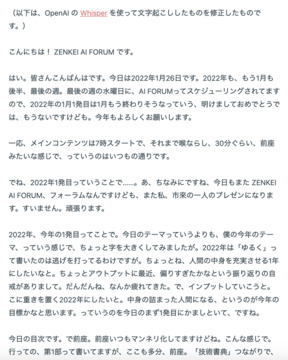 （以下は、OpenAI の Whisper を使って文字起こししたものを修正したもので
す。）
こんにちは！ ZENKEI AI FORUM です。
はい。皆さんこんばんはです。今日は2022年1月26日です。2022年も、もう1月も
後半、最後の週。最後の週の水曜日に、AI FORUMってスケジューリングされてますの
で、2022年の1月1発目は1月もう終わりそうなっていう、明けましておめでとうで
は、もうないですけども。今年もよろしくお願いします。
一応、メインコンテンツは7時スタートで、それまで喉ならし、30分ぐらい、前座
みたいな感じで、っていうのはいつもの通りです。
でね、2022年1発目っていうことで……。あ、ちなみにですね、今日もまた ZENKEI
AI FORUM、フォーラムなんですけども、また私、市來の一人のプレゼンになりま
す。すいません。頑張ります。
2022年、今年の1発目ってことで。今日のテーマっていうよりも、僕の今年のテー
マ、っていう感じで、ちょっと字を大きくしてみましたが。2022年は「ゆるく」っ
て書いたのは逃げを打ってるわけですが。ちょっとね、人間の中身を充実させる1年
にしたいなと。ちょっとアウトプットに最近、偏りすぎたかなという振り返りの自
戒がありまして。だんだんね、なんか疲れてきた。で、インプットしていこうと。
こに重きを置く2022年にしたいと。中身の詰まった人間になる、というのが今年の
目標かなと思います。っていうのを今日のまず1発目にかましといて、ですね。
今日の目次です。で前座。前座いつもマンネリ化してますけどね。こんな感じで。
行っての、第1部って書いてますが、ここも多分、前座。「技術書典」つながりで、